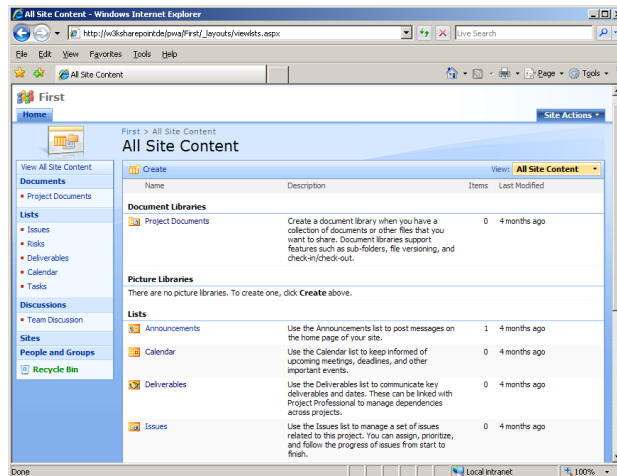 All Site Content - Windows Internet Explorer
http://w3ksharepointde/pwa/First/_layouts/viewlsts.aspx
Live Search
File Edit View Favorites Tools Help
All Site Content
Page Tools
First
Home
Site Actions
First > All Site Content
All Site Content
View All Site Content
Documents
Project Documents
Lists
Issues
Risks
Deliverables
Calendar
Tasks
Discussions
Team Discussion
Sites
People and Groups
Recycle Bin
Create
View: All Site Content
Name Description Items Last Modified
Document Libraries
Project Documents
Create a document library when you have a
collection of documents or other files that you
want to share. Document libraries support
features such as sub-folders, file versioning, and
check-in/check-out.
0 4 months ago
Picture Libraries
There are no picture libraries. To create one, click Create above.
Lists
Announcements
Use the Announcements list to post messages on
the home page of your site.
1 4 months ago
Calendar
Use the Calendar list to keep informed of
upcoming meetings, deadlines, and other
important events.
0 4 months ago
Deliverables
Use the Deliverables list to communicate key
deliverables and dates. These can be linked with
Project Professional to manage dependencies
across projects.
0 4 months ago
Issues
Use the Issues list to manage a set of issues
related to this project. You can assign, prioritize,
and follow the progress of issues from start to
finish.
0 4 months ago
Done
Local intranet
100%